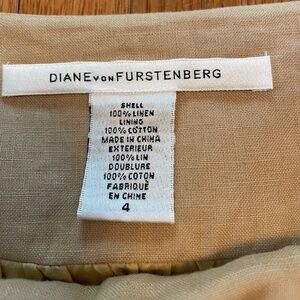 DIANE VON FURSTENBERG
SHELL
100% LINEN
LINING
100% COTTON
MADE IN CHINA
EXTERIEUR
100% LIN
DOUBLURE
100% COTON
FABRIQUÉ
EN CHINE
4